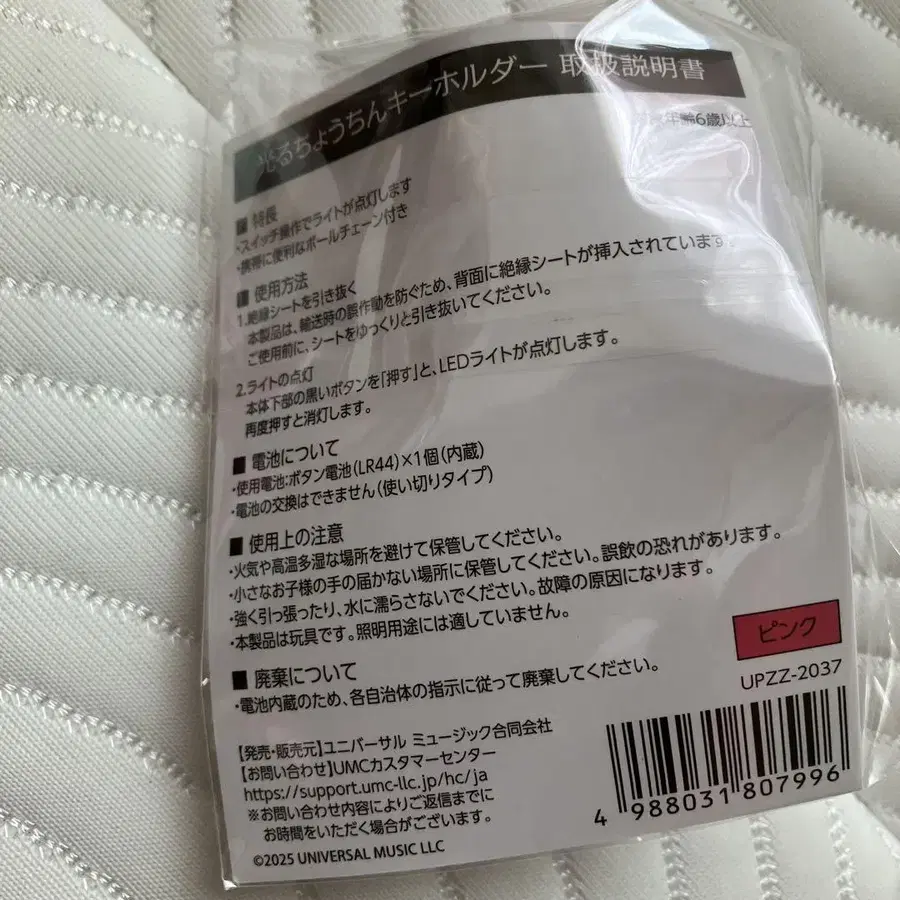 光るちょうちんキーホルダー 取扱説明書
対象年齢6歳以上
■ 特長
・スイッチ操作でライトが点灯します
・携帯に便利なボールチェーン付き
■ 使用方法
1.絶縁シートを引き抜く
本製品は、輸送時の誤作動を防ぐため、背面に絶縁シートが挿入されています。
ご使用前に、シートをゆっくりと引き抜いてください。
2.ライトの点灯
本体下部の黒いボタンを「押す」と、LEDライトが点灯します。
再度押すと消灯します。
■ 電池について
・使用電池:ボタン電池(LR44)×1個(内蔵)
・電池の交換はできません(使い切りタイプ)
■ 使用上の注意
・火気や高温多湿な場所を避けて保管してください。
・小さなお子様の手の届かない場所に保管してください。誤飲の恐れがあります。
・強く引っ張ったり、水に濡らさないでください。故障の原因になります。
・本製品は玩具です。照明用途には適していません。
■ 廃棄について
・電池内蔵のため、各自治体の指示に従って廃棄してください。
ピンク
UPZZ-2037
【発売・販売元】ユニバーサル ミュージック合同会社
【お問い合わせ】UMCカスタマーセンター
https://support.umc-llc.jp/hc/ja
※お問い合わせ内容によりご返信までに
お時間をいただく場合がございます。
©2025 UNIVERSAL MUSIC LLC
4 988031 807996